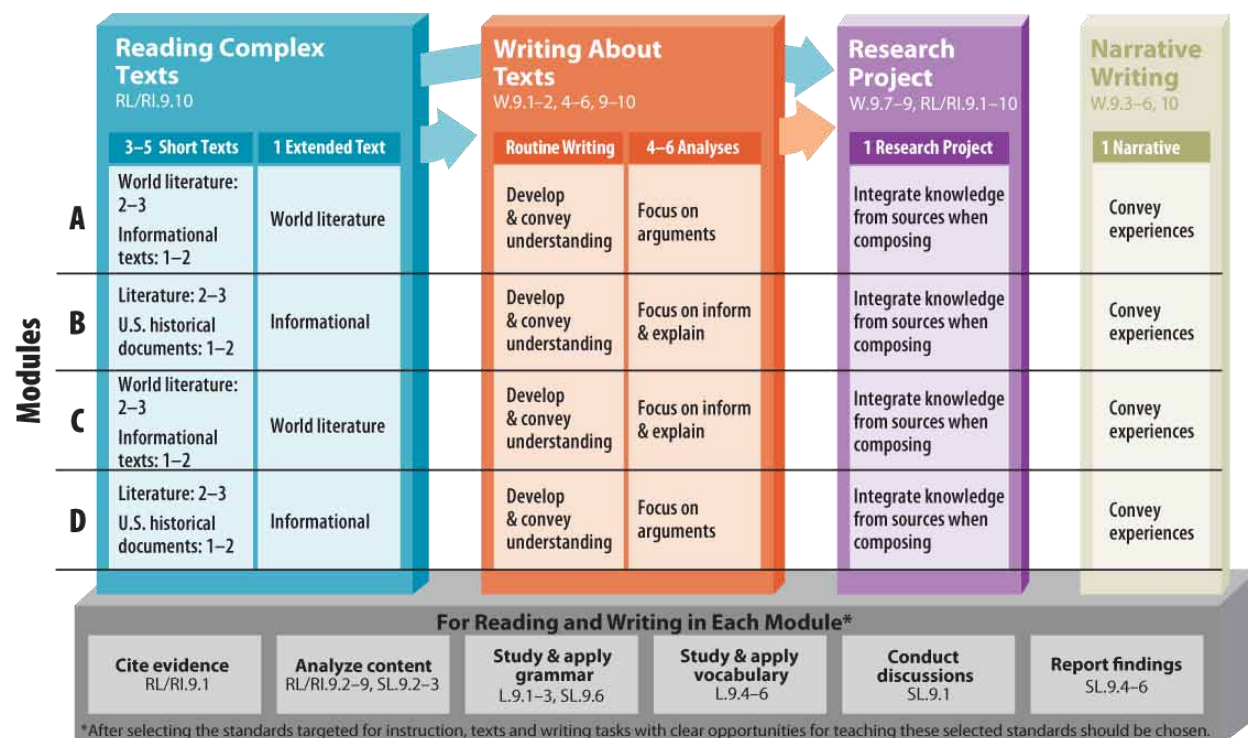 Reading Complex
Texts
RL/RI.9.10
Writing About
Texts
W.9.1–2, 4–6, 9–10
Research
Project
W.9.7–9, RL/RI.9.1–10
Narrative
Writing
W.9.3–6, 10
3–5 Short Texts
1 Extended Text
Routine Writing
4–6 Analyses
1 Research Project
1 Narrative
Modules
A
World literature:
2–3
Informational
texts: 1–2
World literature
Develop
& convey
understanding
Focus on
arguments
Integrate knowledge
from sources when
composing
Convey
experiences
B
Literature: 2–3
U.S. historical
documents: 1–2
Informational
Develop
& convey
understanding
Focus on inform
& explain
Integrate knowledge
from sources when
composing
Convey
experiences
C
World literature:
2–3
Informational
texts: 1–2
World literature
Develop
& convey
understanding
Focus on inform
& explain
Integrate knowledge
from sources when
composing
Convey
experiences
D
Literature: 2–3
U.S. historical
documents: 1–2
Informational
Develop
& convey
understanding
Focus on
arguments
Integrate knowledge
from sources when
composing
Convey
experiences
For Reading and Writing in Each Module*
Cite evidence
RL/RI.9.1
Analyze content
RL/RI.9.2–9, SL.9.2–3
Study & apply
grammar
L.9.1–3, SL.9.6
Study & apply
vocabulary
L.9.4–6
Conduct
discussions
SL.9.1
Report findings
SL.9.4–6
*After selecting the standards targeted for instruction, texts and writing tasks with clear opportunities for teaching these selected standards should be chosen.